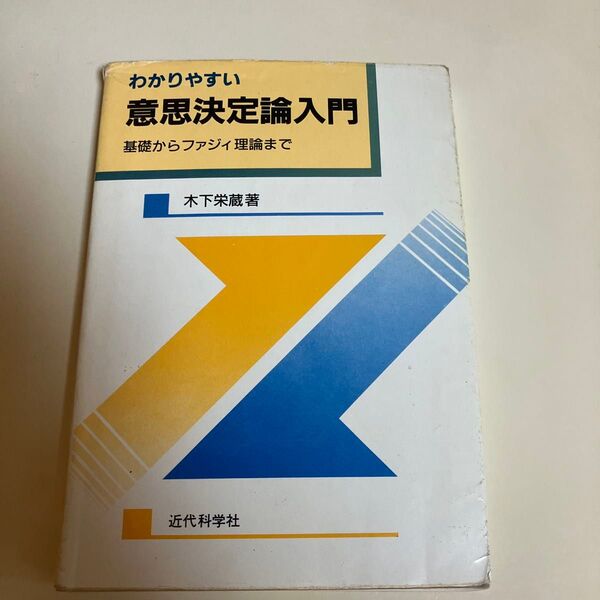 わかりやすい
意思決定論入門
基礎からファジィ理論まで
木下栄蔵著
近代科学社